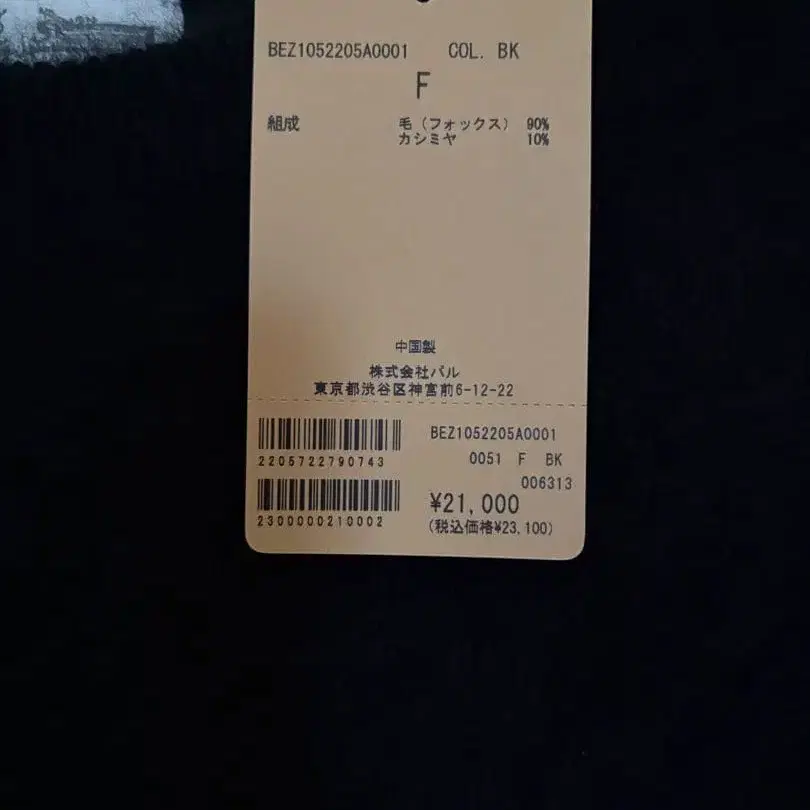 BEZ1052205A0001 COL. BK
F
組成 毛(フォックス) 90%
カシミヤ 10%
中国製
株式会社パル
東京都渋谷区神宮前6-12-22
BEZ1052205A0001
2205722790743 0051 F BK
006313
¥21,000
2300000210002 (税込価格¥23,100)